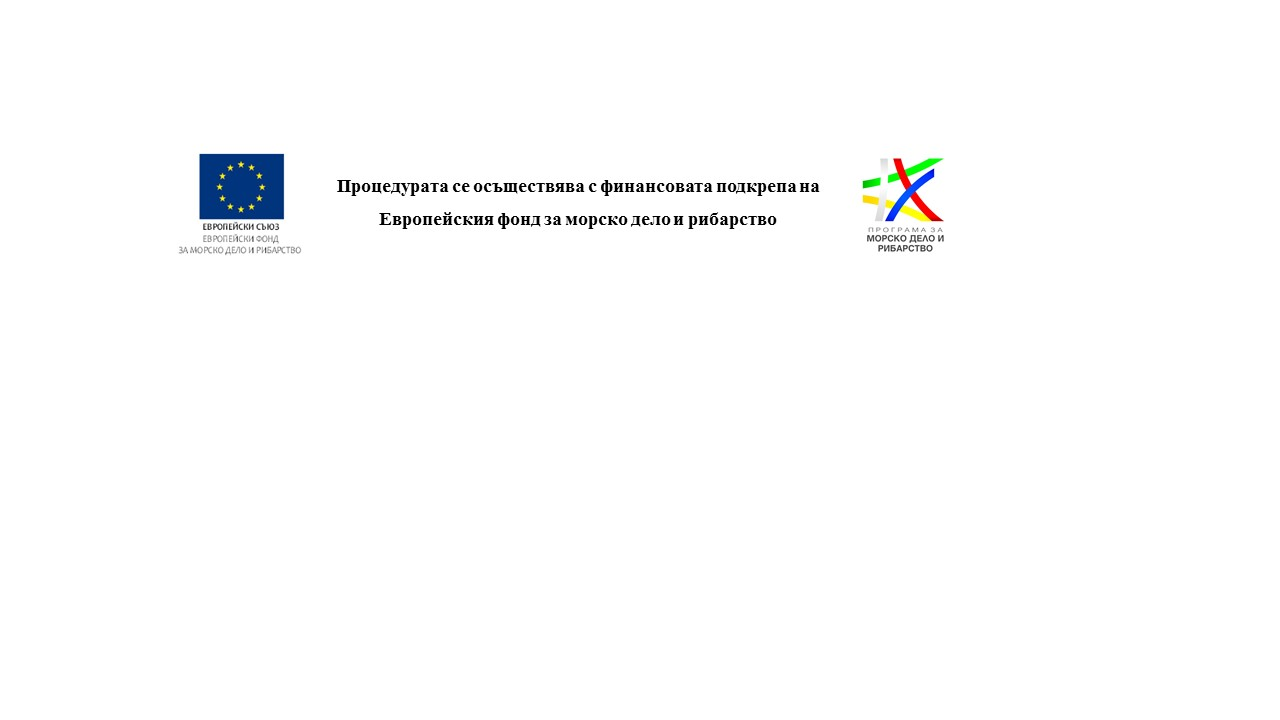 Процедурата се осъществява с финансовата подкрепа на
Европейския фонд за морско дело и рибарство
ЕВРОПЕЙСКИ СЪЮЗ
ЕВРОПЕЙСКИ ФОНД
ЗА МОРСКО ДЕЛО И РИБАРСТВО
ПРОГРАМА ЗА
МОРСКО ДЕЛО И
РИБАРСТВО